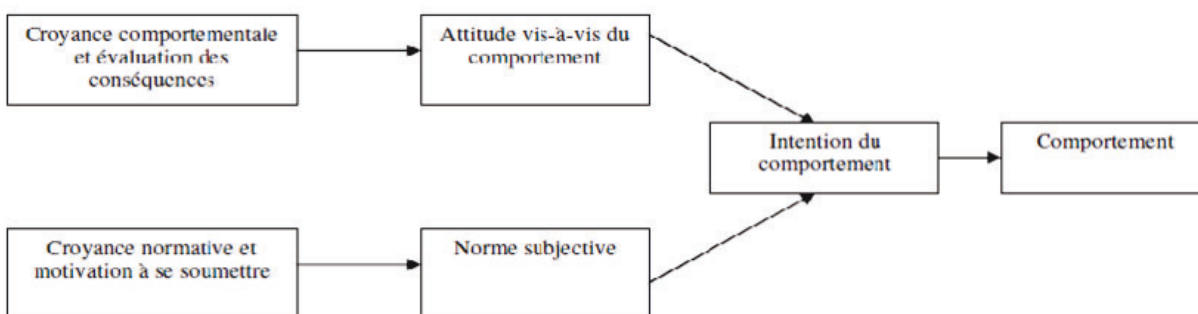 Croyance comportementale
et évaluation des
conséquences
Attitude vis-à-vis du
comportement
Intention du
comportement
Comportement
Croyance normative et
motivation à se soumettre
Norme subjective